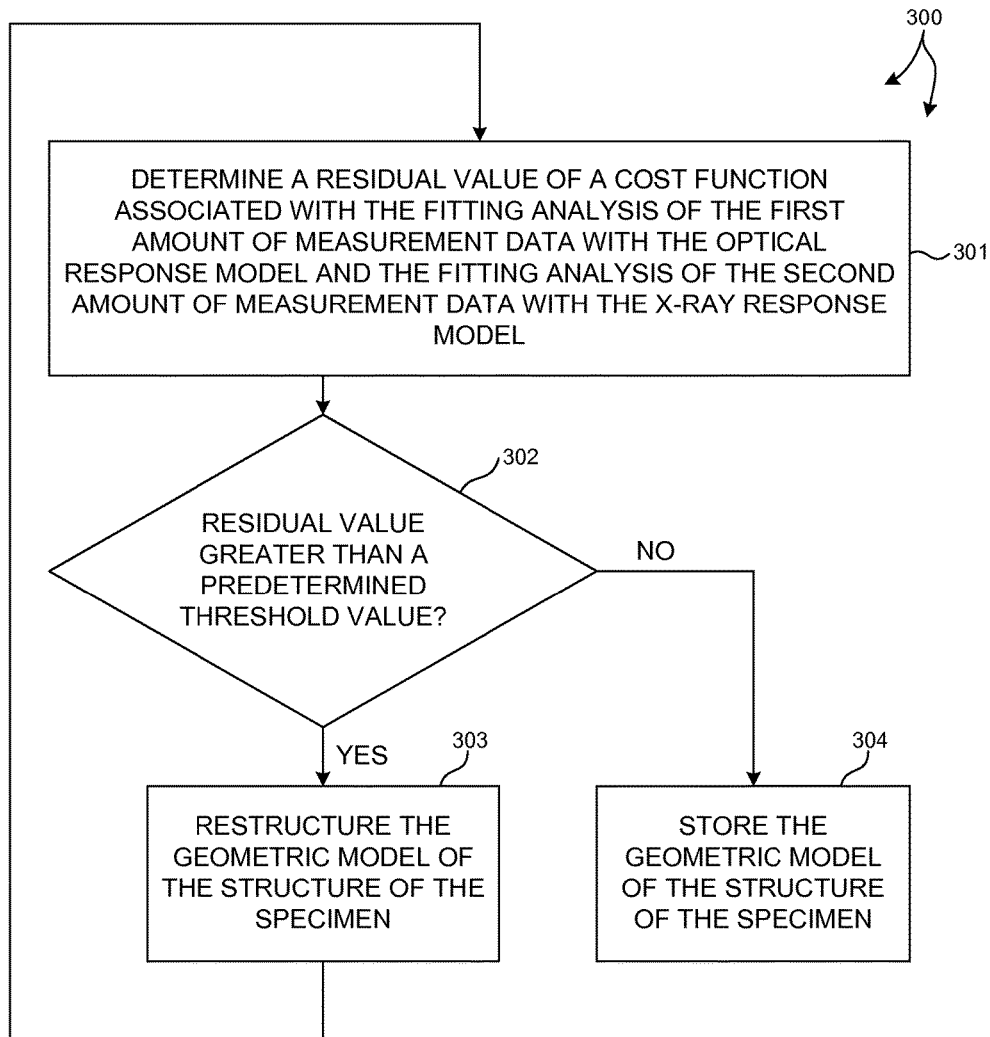 300
DETERMINE A RESIDUAL VALUE OF A COST FUNCTION
ASSOCIATED WITH THE FITTING ANALYSIS OF THE FIRST
AMOUNT OF MEASUREMENT DATA WITH THE OPTICAL
RESPONSE MODEL AND THE FITTING ANALYSIS OF THE SECOND
AMOUNT OF MEASUREMENT DATA WITH THE X-RAY RESPONSE
MODEL
301
302
RESIDUAL VALUE
GREATER THAN A
PREDETERMINED
THRESHOLD VALUE?
NO
YES
303
304
RESTRUCTURE THE
GEOMETRIC MODEL OF
THE STRUCTURE OF THE
SPECIMEN
STORE THE
GEOMETRIC MODEL
OF THE STRUCTURE
OF THE SPECIMEN